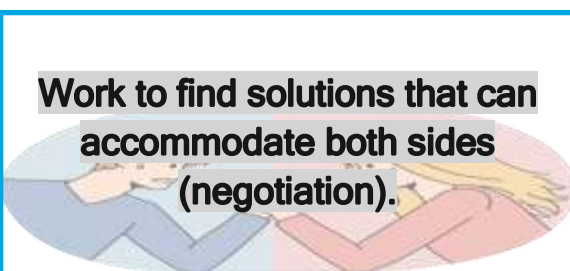 Work to find solutions that can
accommodate both sides
(negotiation).